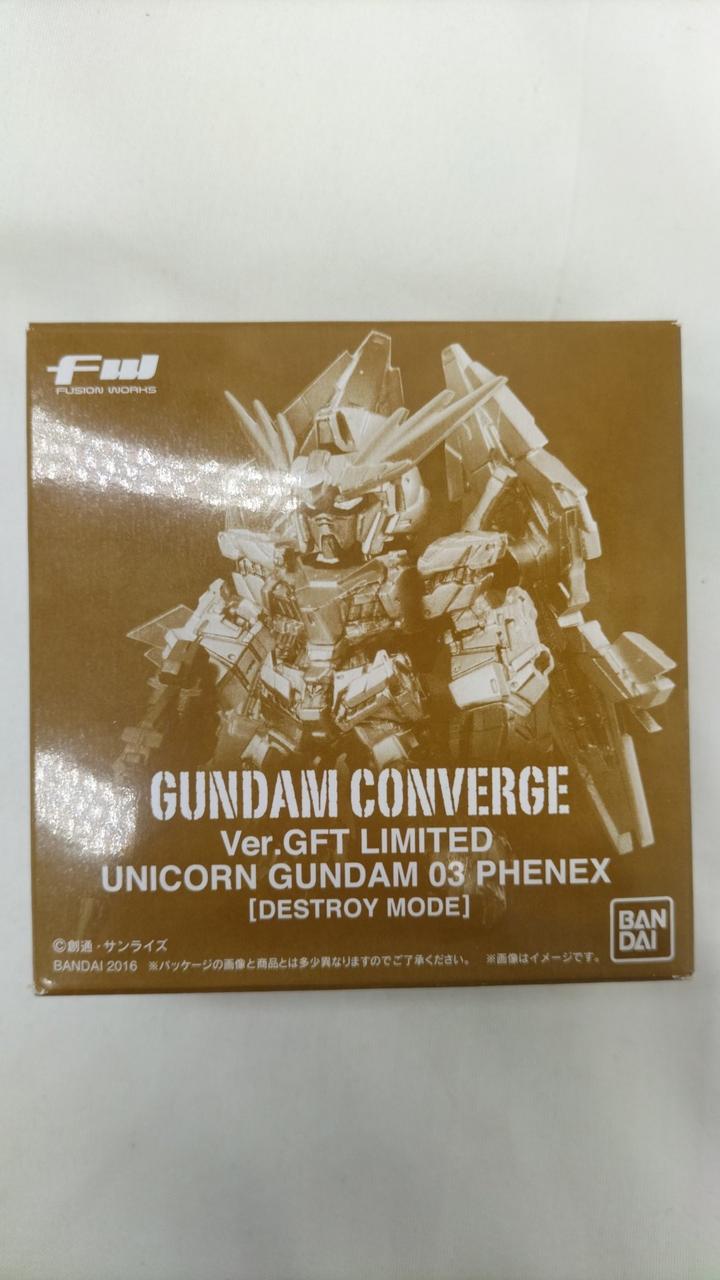 fw
FUSION WORKS
GUNDAM CONVERGE
Ver.GFT LIMITED
UNICORN GUNDAM 03 PHENEX
[DESTROY MODE]
©創通・サンライズ
BANDAI 2016 ※パッケージの画像と商品とは多少異なりますのでご了承ください。 ※画像はイメージです。
BAN
DAI